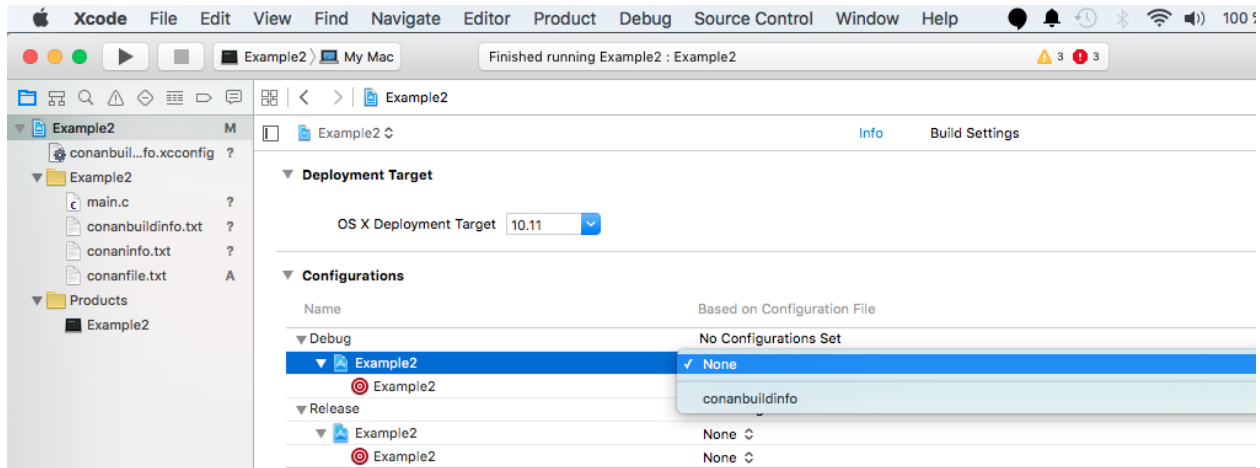 Xcode File Edit View Find Navigate Editor Product Debug Source Control Window Help 100 %
Example2 My Mac Finished running Example2 : Example2 3 3
Example2
Example2 M
Example2 Info Build Settings
conanbuil...fo.xcconfig ?
Example2
Deployment Target
main.c ?
OS X Deployment Target 10.11
conanbuildinfo.txt ?
conaninfo.txt ?
conanfile.txt A
Configurations
Products
Name Based on Configuration File
Example2
Debug No Configurations Set
Example2 ✓ None
Example2
conanbuildinfo
Release
Example2 None
Example2 None